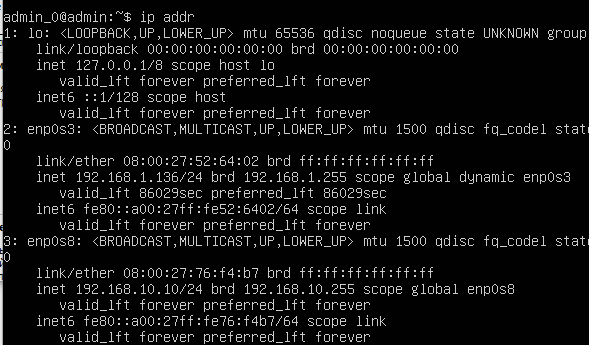 admin_0@admin:~$ ip addr
1: lo: <LOOPBACK,UP,LOWER_UP> mtu 65536 qdisc noqueue state UNKNOWN group
    link/loopback 00:00:00:00:00:00 brd 00:00:00:00:00:00
    inet 127.0.0.1/8 scope host lo
       valid_lft forever preferred_lft forever
    inet6 ::1/128 scope host
       valid_lft forever preferred_lft forever
2: enp0s3: <BROADCAST,MULTICAST,UP,LOWER_UP> mtu 1500 qdisc fq_codel stat
0
    link/ether 08:00:27:52:64:02 brd ff:ff:ff:ff:ff:ff
    inet 192.168.1.136/24 brd 192.168.1.255 scope global dynamic enp0s3
       valid_lft 86029sec preferred_lft 86029sec
    inet6 fe80::a00:27ff:fe52:6402/64 scope link
       valid_lft forever preferred_lft forever
3: enp0s8: <BROADCAST,MULTICAST,UP,LOWER_UP> mtu 1500 qdisc fq_codel stat
0
    link/ether 08:00:27:76:f4:b7 brd ff:ff:ff:ff:ff:ff
    inet 192.168.10.10/24 brd 192.168.10.255 scope global enp0s8
       valid_lft forever preferred_lft forever
    inet6 fe80::a00:27ff:fe76:f4b7/64 scope link
       valid_lft forever preferred_lft forever